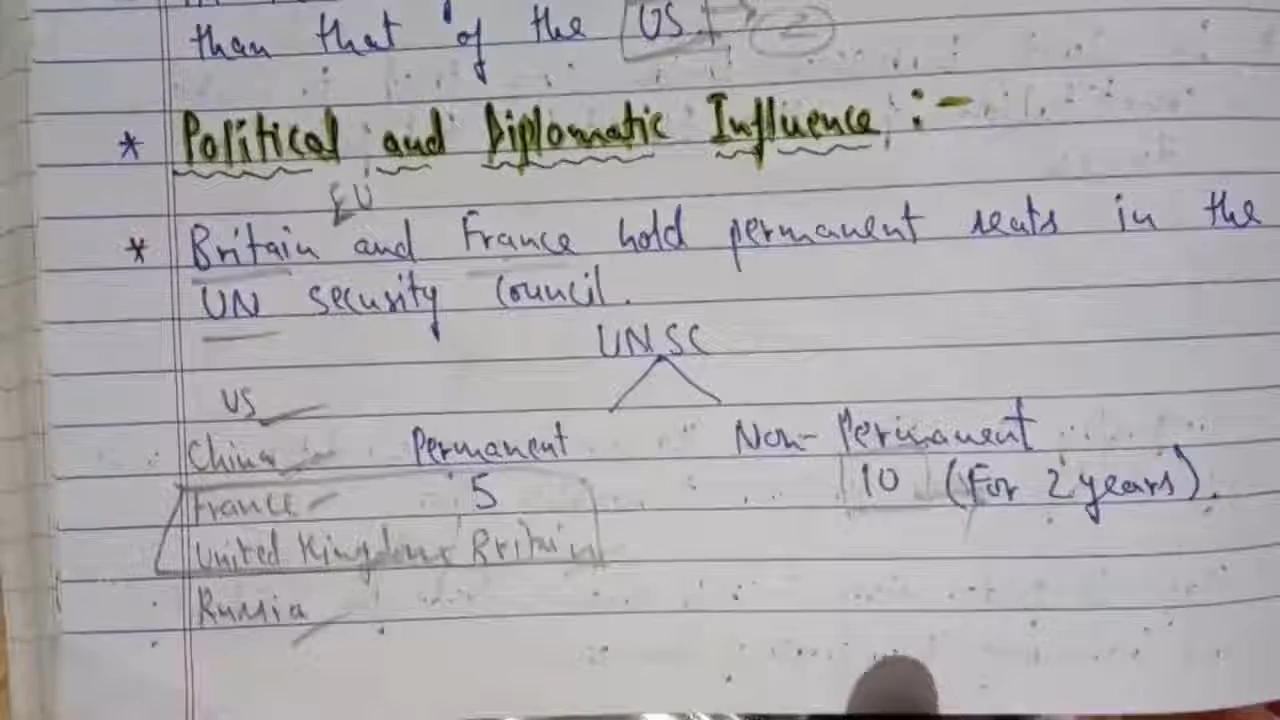 than that of the US. 2
* Political and Diplomatic Influence :-
EU
* Britain and France hold permanent seats in the
UN security council.
UNSC
US
China Permanent Non-Permanent
France 5 10 (For 2 years).
United Kingdom Britain
Russia